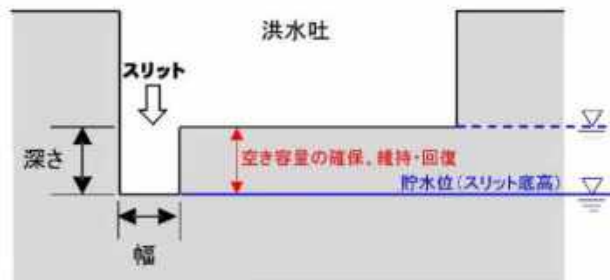 洪水吐
スリット
深さ
空き容量の確保、維持・回復
貯水位(スリット底高)
幅